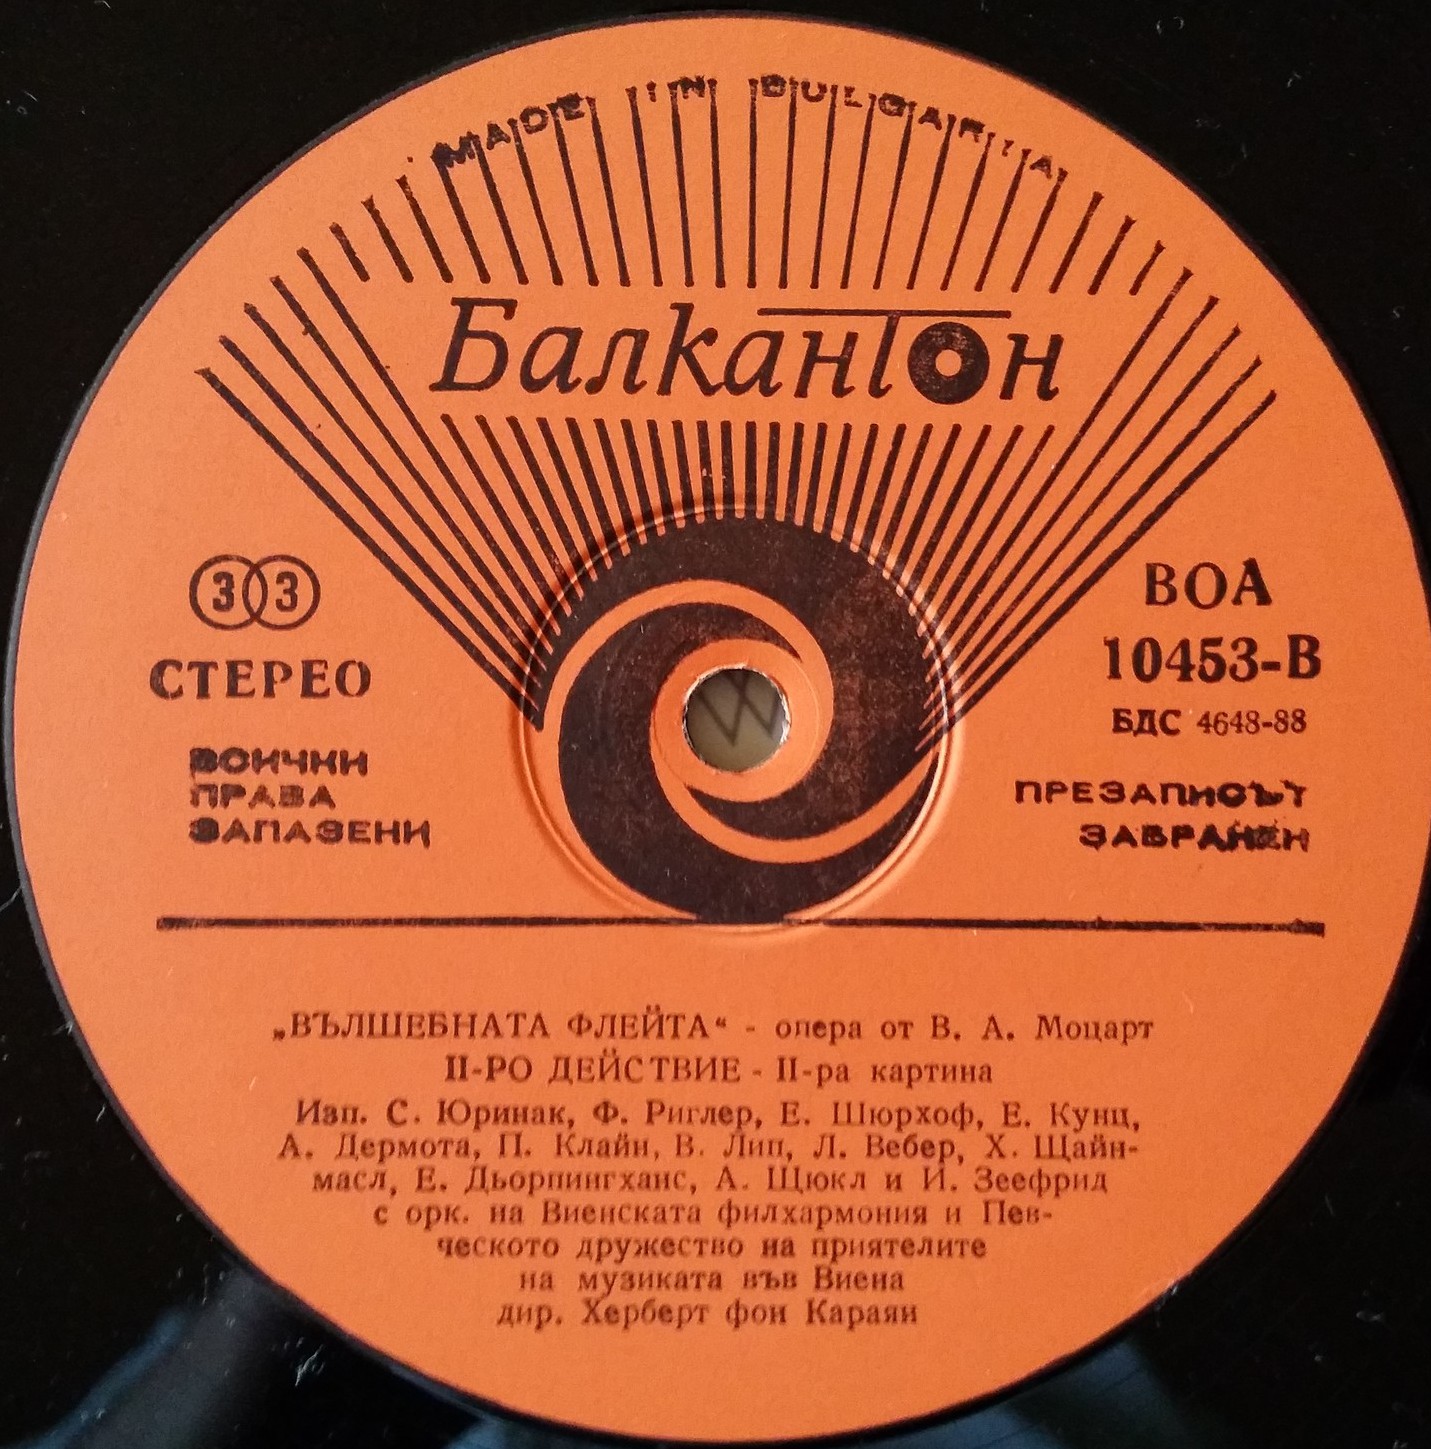 MADE IN BULGARIA
Балкантон
33
СТЕРЕО
ВСИЧКИ
ПРАВА
ЗАПАЗЕНИ
ВОА
10453-В
БДС 4648-88
ПРЕЗАПИСЪТ
ЗАБРАНЕН
„ВЪЛШЕБНАТА ФЛЕЙТА“ - опера от В. А. Моцарт
II-РО ДЕЙСТВИЕ - II-ра картина
Изп. С. Юринак, Ф. Риглер, Е. Шюрхоф, Е. Кунц,
А. Дермота, П. Клайн, В. Лип, Л. Вебер, Х. Щайн-
масл, Е. Дьорпингханс, А. Щюкл и И. Зеефрид
с орк. на Виенската филхармония и Пев-
ческото дружество на приятелите
на музиката във Виена
дир. Херберт фон Караян